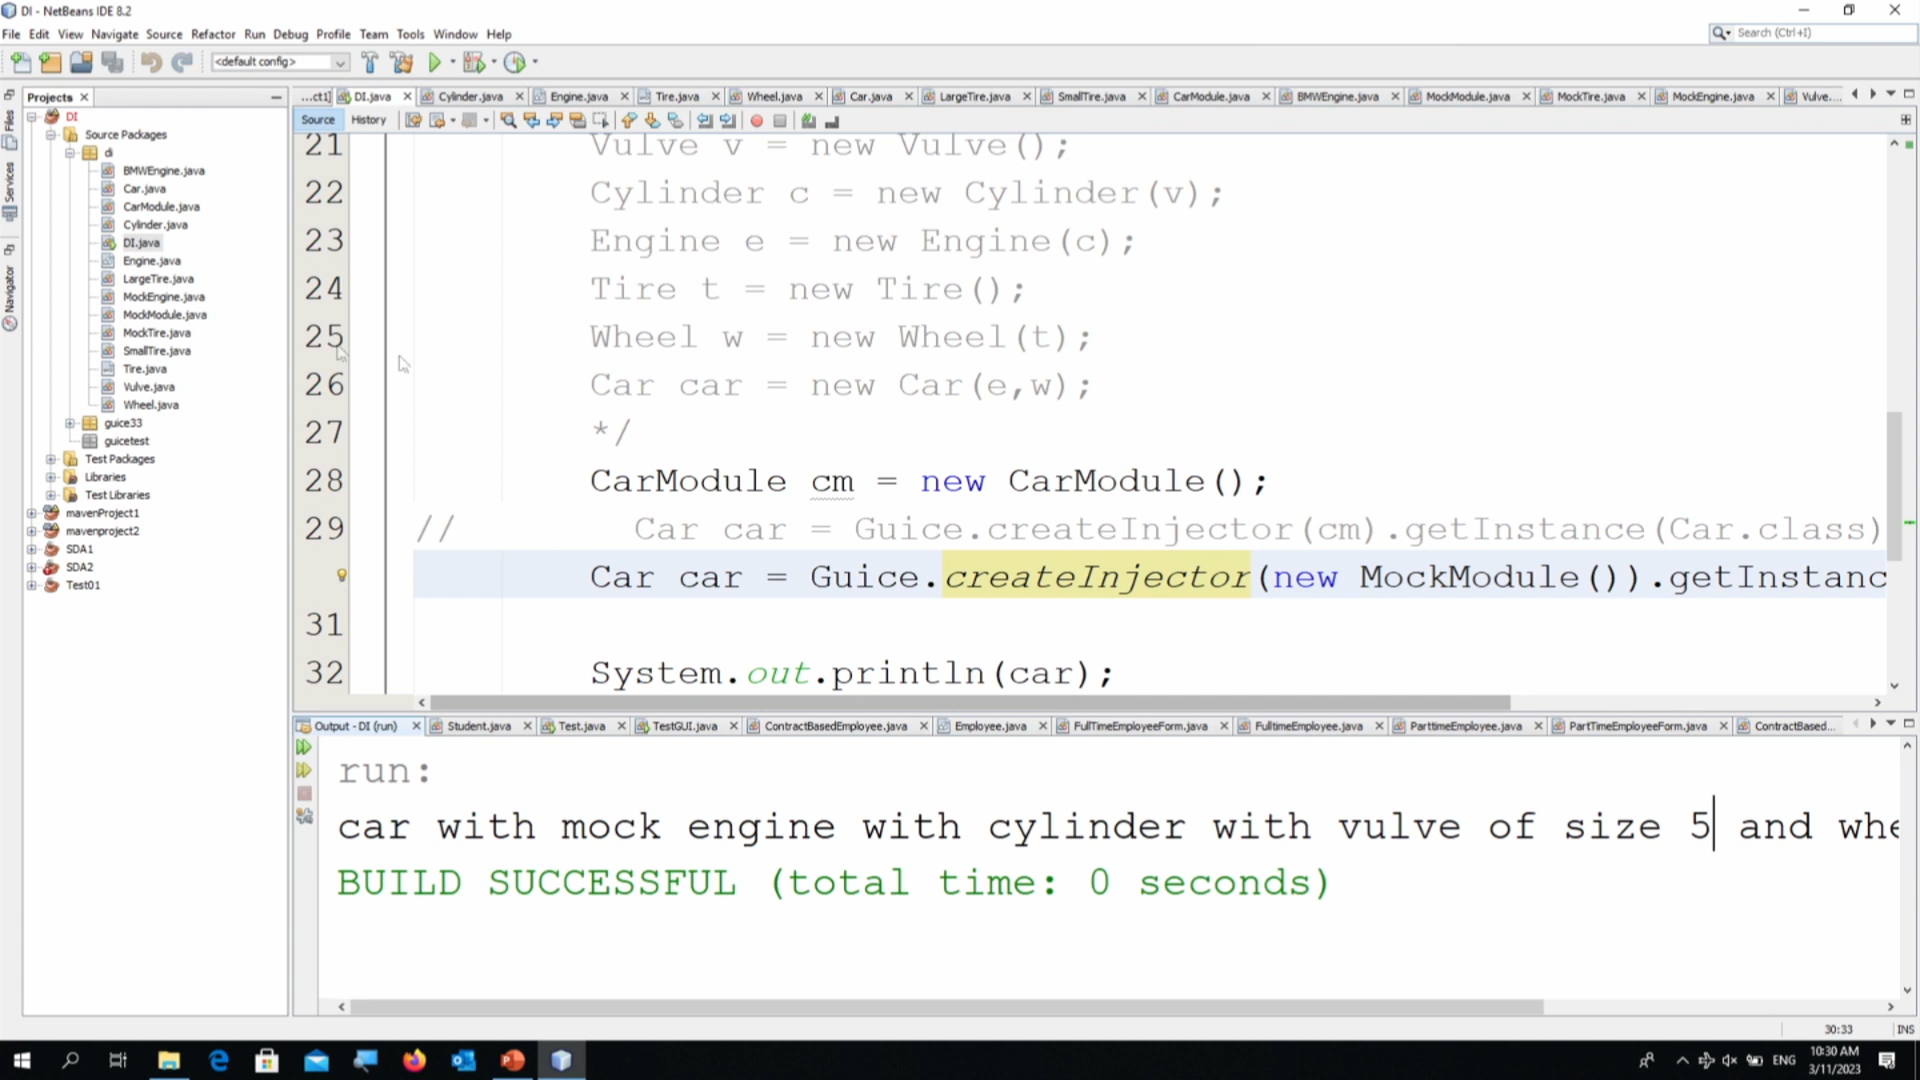 DI - NetBeans IDE 8.2
File Edit View Navigate Source Refactor Run Debug Profile Team Tools Window Help
Search (Ctrl+I)
<default config>
Projects
...ct1] DI.java Cylinder.java Engine.java Tire.java Wheel.java Car.java LargeTire.java SmallTire.java CarModule.java BMWEngine.java MockModule.java MockTire.java MockEngine.java Vulve....
Source History
Files
Services
Navigator
DI
Source Packages
di
BMWEngine.java
Car.java
CarModule.java
Cylinder.java
DI.java
Engine.java
LargeTire.java
MockEngine.java
MockModule.java
MockTire.java
SmallTire.java
Tire.java
Vulve.java
Wheel.java
guice33
guicetest
Test Packages
Libraries
Test Libraries
mavenProject1
mavenproject2
SDA1
SDA2
Test01
21 Vulve v = new Vulve();
22 Cylinder c = new Cylinder(v);
23 Engine e = new Engine(c);
24 Tire t = new Tire();
25 Wheel w = new Wheel(t);
26 Car car = new Car(e,w);
27 */
28 CarModule cm = new CarModule();
29 // Car car = Guice.createInjector(cm).getInstance(Car.class)
Car car = Guice.createInjector(new MockModule()).getInstanc
31
32 System.out.println(car);
Output - DI (run) Student.java Test.java TestGUI.java ContractBasedEmployee.java Employee.java FullTimeEmployeeForm.java FulltimeEmployee.java ParttimeEmployee.java PartTimeEmployeeForm.java ContractBased...
run:
car with mock engine with cylinder with vulve of size 5 and whe
BUILD SUCCESSFUL (total time: 0 seconds)
30:33 INS
ENG
10:30 AM
3/11/2023